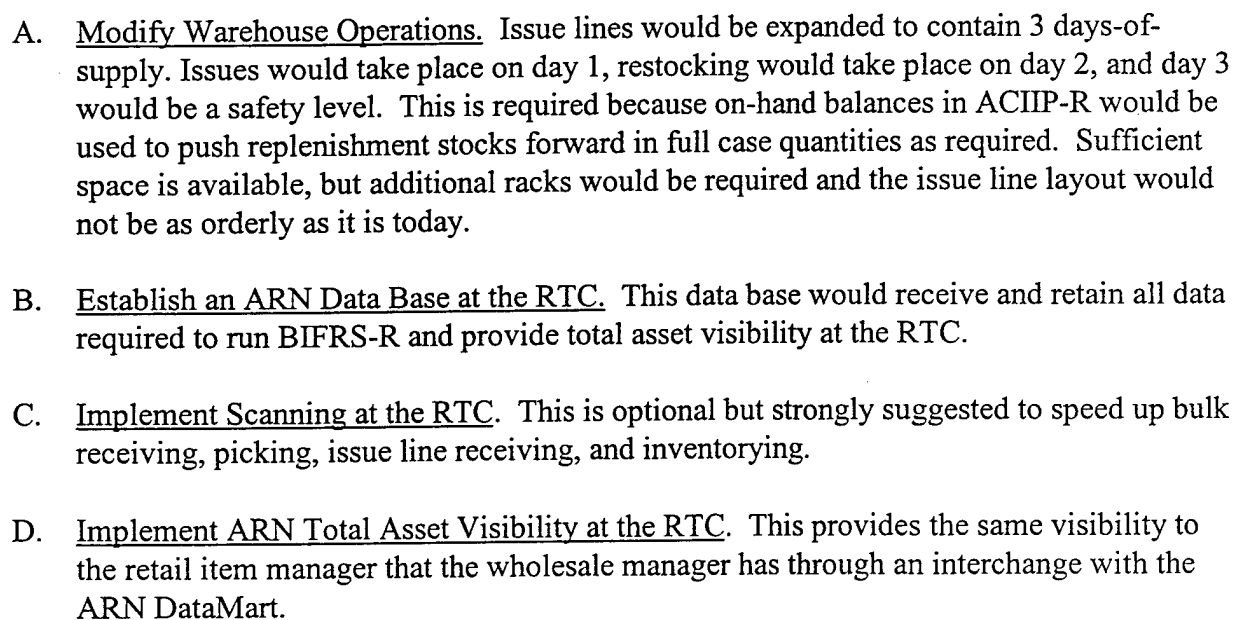 A. Modify Warehouse Operations. Issue lines would be expanded to contain 3 days-of-
supply. Issues would take place on day 1, restocking would take place on day 2, and day 3
would be a safety level. This is required because on-hand balances in ACIIP-R would be
used to push replenishment stocks forward in full case quantities as required. Sufficient
space is available, but additional racks would be required and the issue line layout would
not be as orderly as it is today.
B. Establish an ARN Data Base at the RTC. This data base would receive and retain all data
required to run BIFRS-R and provide total asset visibility at the RTC.
C. Implement Scanning at the RTC. This is optional but strongly suggested to speed up bulk
receiving, picking, issue line receiving, and inventorying.
D. Implement ARN Total Asset Visibility at the RTC. This provides the same visibility to
the retail item manager that the wholesale manager has through an interchange with the
ARN DataMart.